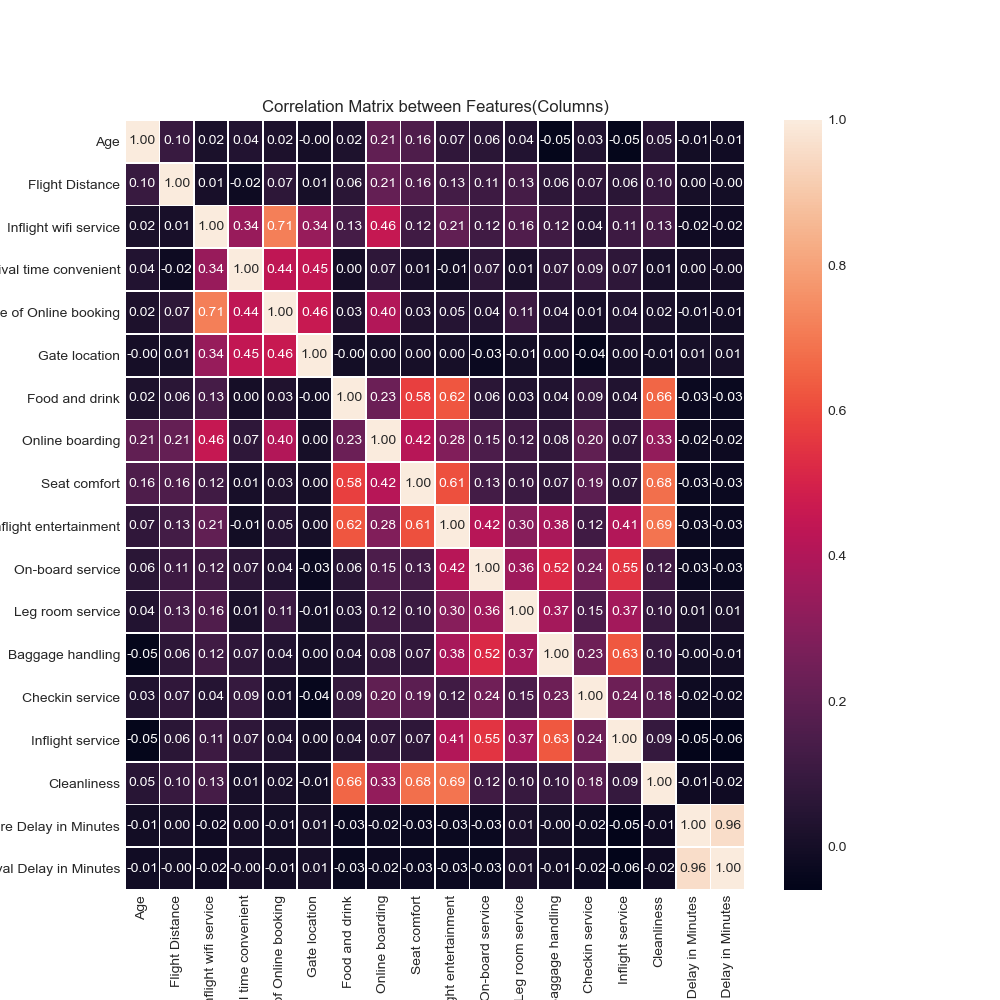 Correlation Matrix between Features(Columns)
Age 1.00 0.10 0.02 0.04 0.02 -0.00 0.02 0.21 0.16 0.07 0.06 0.04 -0.05 0.03 -0.05 0.05 -0.01 -0.01
Flight Distance 0.10 1.00 0.01 -0.02 0.07 0.01 0.06 0.21 0.16 0.13 0.11 0.13 0.06 0.07 0.06 0.10 0.00 -0.00
Inflight wifi service 0.02 0.01 1.00 0.34 0.71 0.34 0.13 0.46 0.12 0.21 0.12 0.16 0.12 0.04 0.11 0.13 -0.02 -0.02
ival time convenient 0.04 -0.02 0.34 1.00 0.44 0.45 0.00 0.07 0.01 -0.01 0.07 0.01 0.07 0.09 0.07 0.01 0.00 -0.00
e of Online booking 0.02 0.07 0.71 0.44 1.00 0.46 0.03 0.40 0.03 0.05 0.04 0.11 0.04 0.01 0.04 0.02 -0.01 -0.01
Gate location -0.00 0.01 0.34 0.45 0.46 1.00 -0.00 0.00 0.00 0.00 -0.03 -0.01 0.00 -0.04 0.00 -0.01 0.01 0.01
Food and drink 0.02 0.06 0.13 0.00 0.03 -0.00 1.00 0.23 0.58 0.62 0.06 0.03 0.04 0.09 0.04 0.66 -0.03 -0.03
Online boarding 0.21 0.21 0.46 0.07 0.40 0.00 0.23 1.00 0.42 0.28 0.15 0.12 0.08 0.20 0.07 0.33 -0.02 -0.02
Seat comfort 0.16 0.16 0.12 0.01 0.03 0.00 0.58 0.42 1.00 0.61 0.13 0.10 0.07 0.19 0.07 0.68 -0.03 -0.03
nflight entertainment 0.07 0.13 0.21 -0.01 0.05 0.00 0.62 0.28 0.61 1.00 0.42 0.30 0.38 0.12 0.41 0.69 -0.03 -0.03
On-board service 0.06 0.11 0.12 0.07 0.04 -0.03 0.06 0.15 0.13 0.42 1.00 0.36 0.52 0.24 0.55 0.12 -0.03 -0.03
Leg room service 0.04 0.13 0.16 0.01 0.11 -0.01 0.03 0.12 0.10 0.30 0.36 1.00 0.37 0.15 0.37 0.10 0.01 0.01
Baggage handling -0.05 0.06 0.12 0.07 0.04 0.00 0.04 0.08 0.07 0.38 0.52 0.37 1.00 0.23 0.63 0.10 -0.00 -0.01
Checkin service 0.03 0.07 0.04 0.09 0.01 -0.04 0.09 0.20 0.19 0.12 0.24 0.15 0.23 1.00 0.24 0.18 -0.02 -0.02
Inflight service -0.05 0.06 0.11 0.07 0.04 0.00 0.04 0.07 0.07 0.41 0.55 0.37 0.63 0.24 1.00 0.09 -0.05 -0.06
Cleanliness 0.05 0.10 0.13 0.01 0.02 -0.01 0.66 0.33 0.68 0.69 0.12 0.10 0.10 0.18 0.09 1.00 -0.01 -0.02
re Delay in Minutes -0.01 0.00 -0.02 0.00 -0.01 0.01 -0.03 -0.02 -0.03 -0.03 -0.03 0.01 -0.00 -0.02 -0.05 -0.01 1.00 0.96
val Delay in Minutes -0.01 -0.00 -0.02 -0.00 -0.01 0.01 -0.03 -0.02 -0.03 -0.03 -0.03 0.01 -0.01 -0.02 -0.06 -0.02 0.96 1.00
Age
Flight Distance
nflight wifi service
l time convenient
of Online booking
Gate location
Food and drink
Online boarding
Seat comfort
ght entertainment
On-board service
Leg room service
aggage handling
Checkin service
Inflight service
Cleanliness
Delay in Minutes
Delay in Minutes
1.0
0.8
0.6
0.4
0.2
0.0